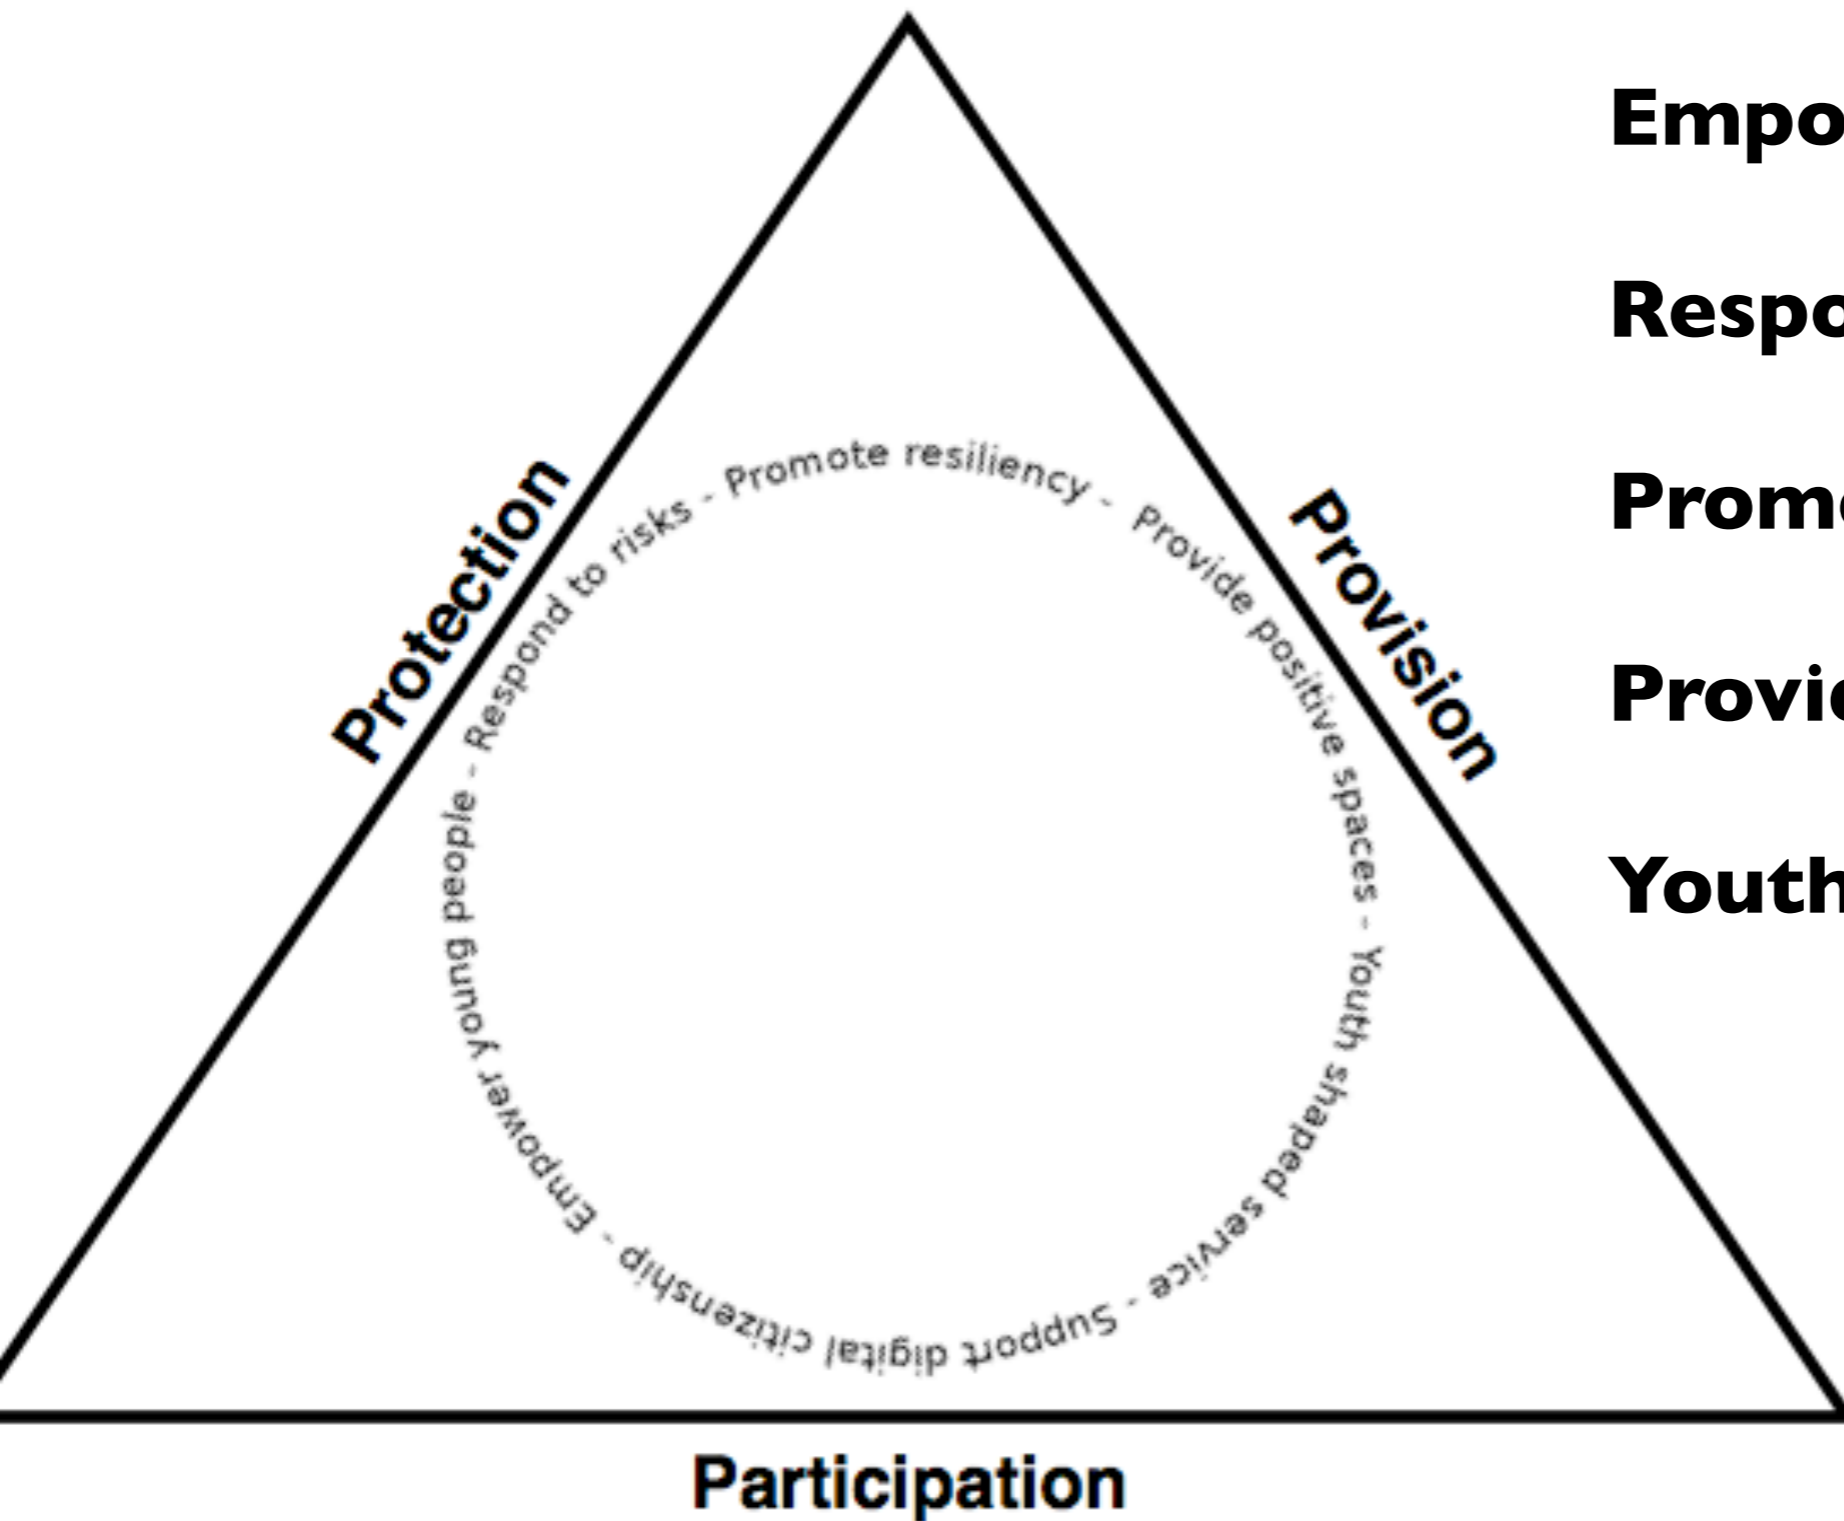 Protection
Provision
Participation
Respond to risks - Promote resiliency - Provide positive spaces - Youth shaped service - Support digital citizenship - Empower young people -
Empo
Respo
Prom
Provi
Youth